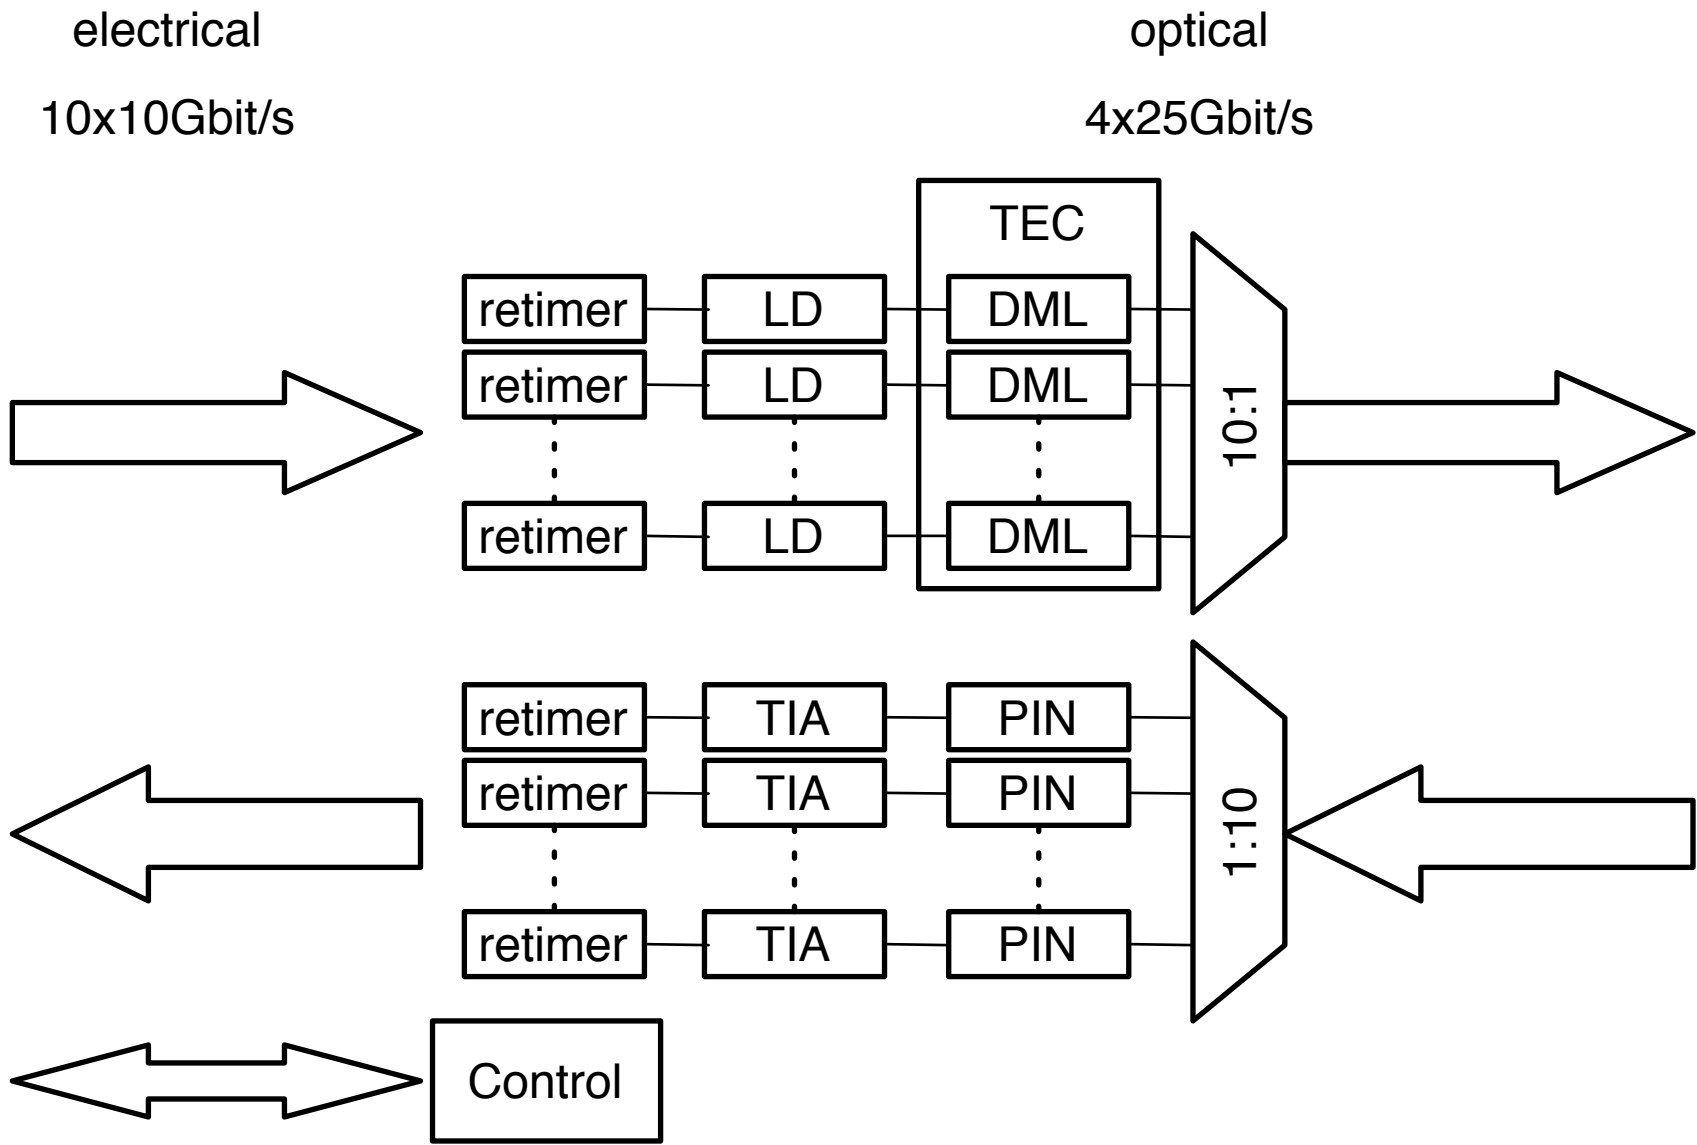 electrical
optical
10x10Gbit/s
4x25Gbit/s
TEC
retimer LD DML
retimer LD DML
10:1
retimer LD DML
retimer TIA PIN
retimer TIA PIN
1:10
retimer TIA PIN
Control